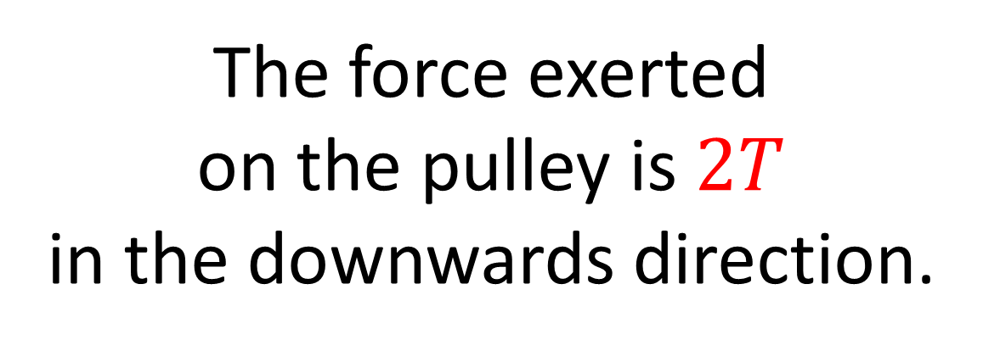 The force exerted
on the pulley is 2T
in the downwards direction.